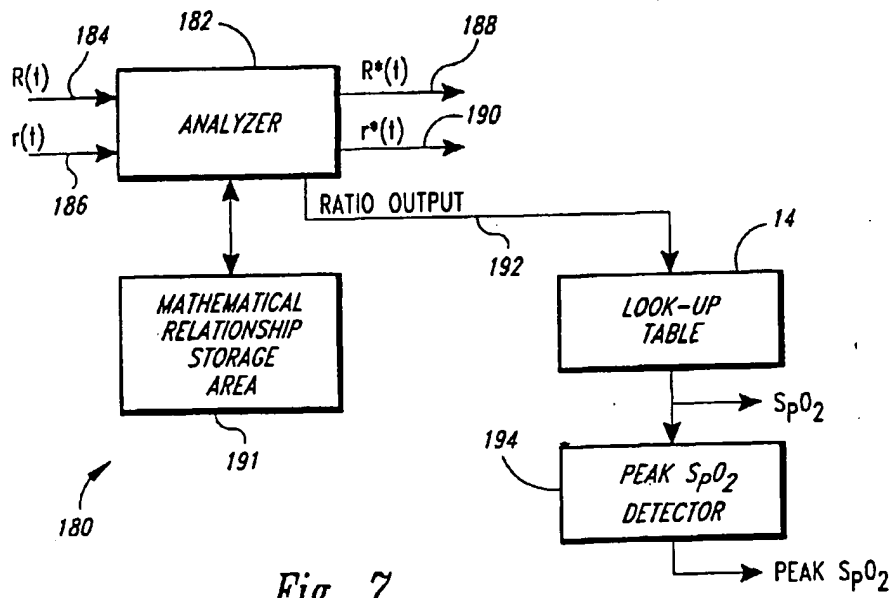 182
184
188
R(t)
R*(t)
ANALYZER
r(t)
r*(t)
190
186
RATIO OUTPUT
192
14
MATHEMATICAL
RELATIONSHIP
STORAGE
AREA
LOOK-UP
TABLE
SpO2
191
194
PEAK SpO2
DETECTOR
180
PEAK SpO2
Fig. 7